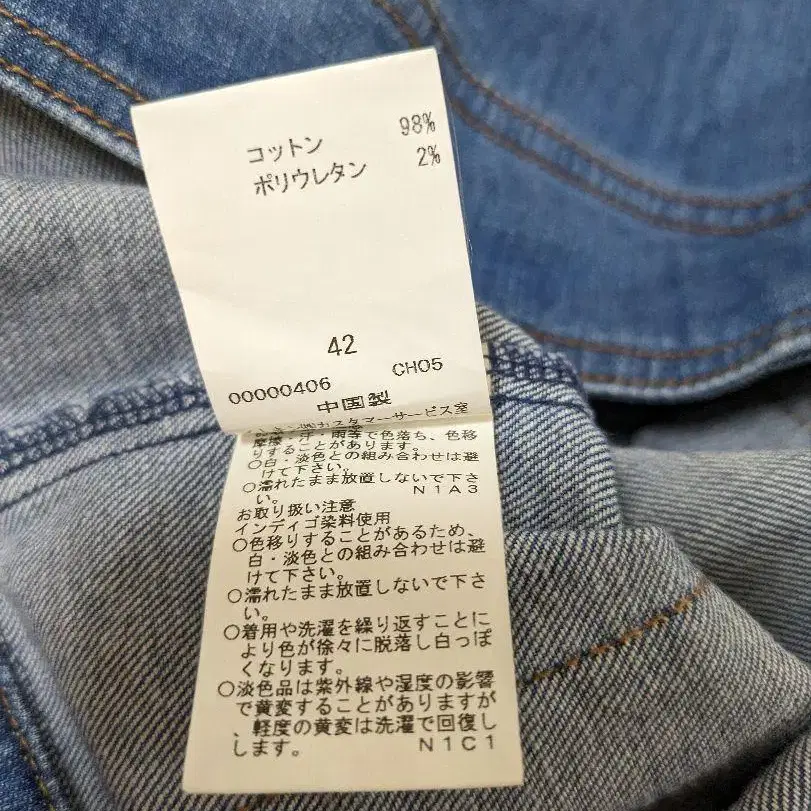 コットン 98%
ポリウレタン 2%
42
00000406 CH05
中国製
カスタマーサービス室
摩擦・汗・雨等で色落ち、色移
りすることがあります。
○白・淡色との組み合わせは避
けて下さい。
○濡れたまま放置しないで下さ
い。 N1A3
お取り扱い注意
インディゴ染料使用
○色移りすることがあるため、
白・淡色との組み合わせは避
けて下さい。
○濡れたまま放置しないで下さ
い。
○着用や洗濯を繰り返すことに
より色が徐々に脱落し白っぽ
くなります。
○淡色品は紫外線や湿度の影響
で黄変することがありますが
、軽度の黄変は洗濯で回復し
します。 N1C1